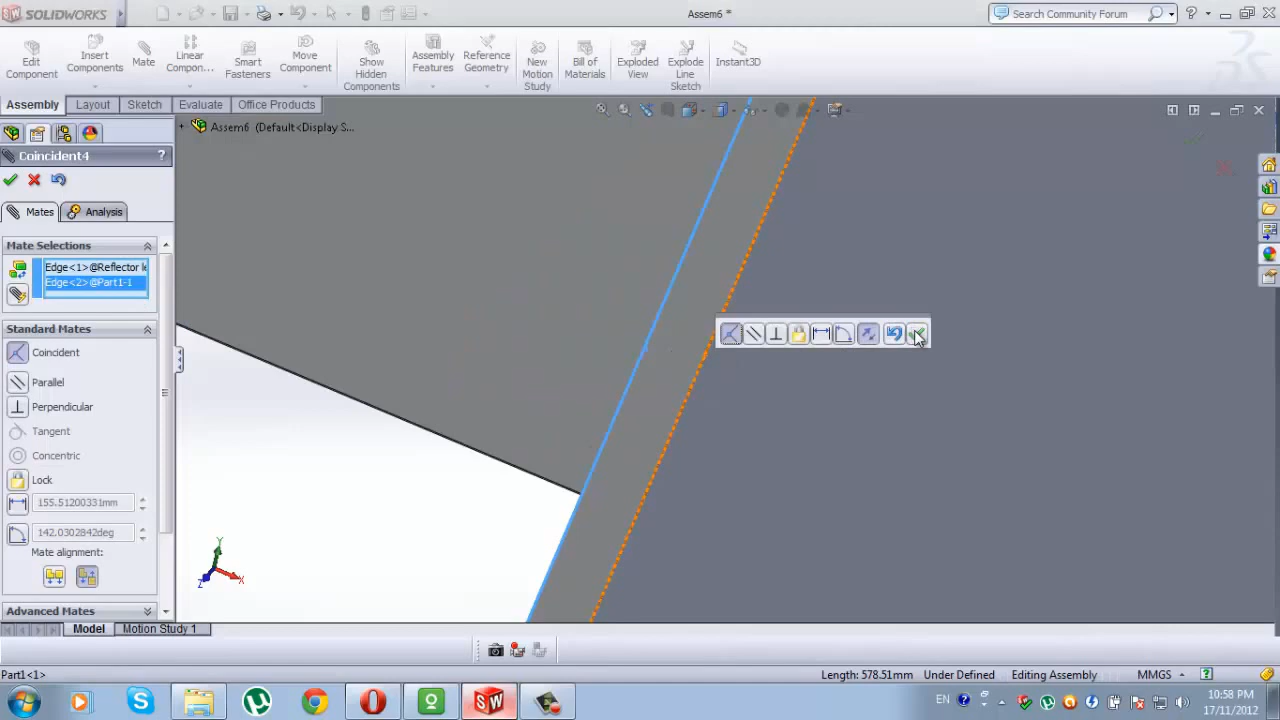 SOLIDWORKS
Assem6 *
Search Community Forum
Edit Component
Insert Components
Mate
Linear Compon...
Smart Fasteners
Move Component
Show Hidden Components
Assembly Features
Reference Geometry
New Motion Study
Bill of Materials
Exploded View
Explode Line Sketch
Instant3D
Assembly Layout Sketch Evaluate Office Products
Assem6 (Default<Display S...
Coincident4 ?
Mates Analysis
Mate Selections
Edge<1>@Reflector
Edge<2>@Part1-1
Standard Mates
Coincident
Parallel
Perpendicular
Tangent
Concentric
Lock
155.51200331mm
142.0302842deg
Mate alignment:
Advanced Mates
Y
X
Z
Model Motion Study 1
Part1<1> Length: 578.51mm Under Defined Editing Assembly MMGS ?
EN
10:58 PM
17/11/2012